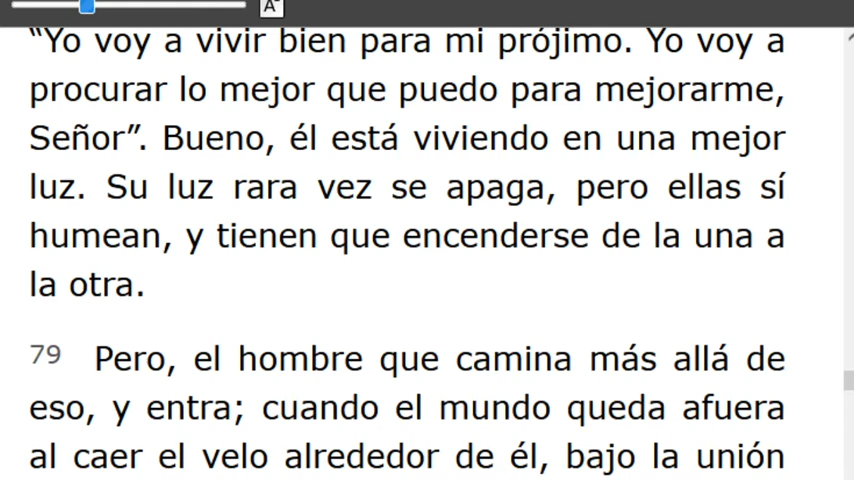 A
“Yo voy a vivir bien para mi prójimo. Yo voy a
procurar lo mejor que puedo para mejorarme,
Señor”. Bueno, él está viviendo en una mejor
luz. Su luz rara vez se apaga, pero ellas sí
humean, y tienen que encenderse de la una a
la otra.
79 Pero, el hombre que camina más allá de
eso, y entra; cuando el mundo queda afuera
al caer el velo alrededor de él, bajo la unión